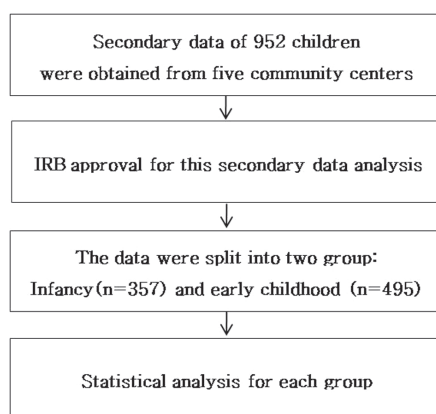 Secondary data of 952 children
were obtained from five community centers
IRB approval for this secondary data analysis
The data were split into two group:
Infancy(n=357) and early childhood (n=495)
Statistical analysis for each group